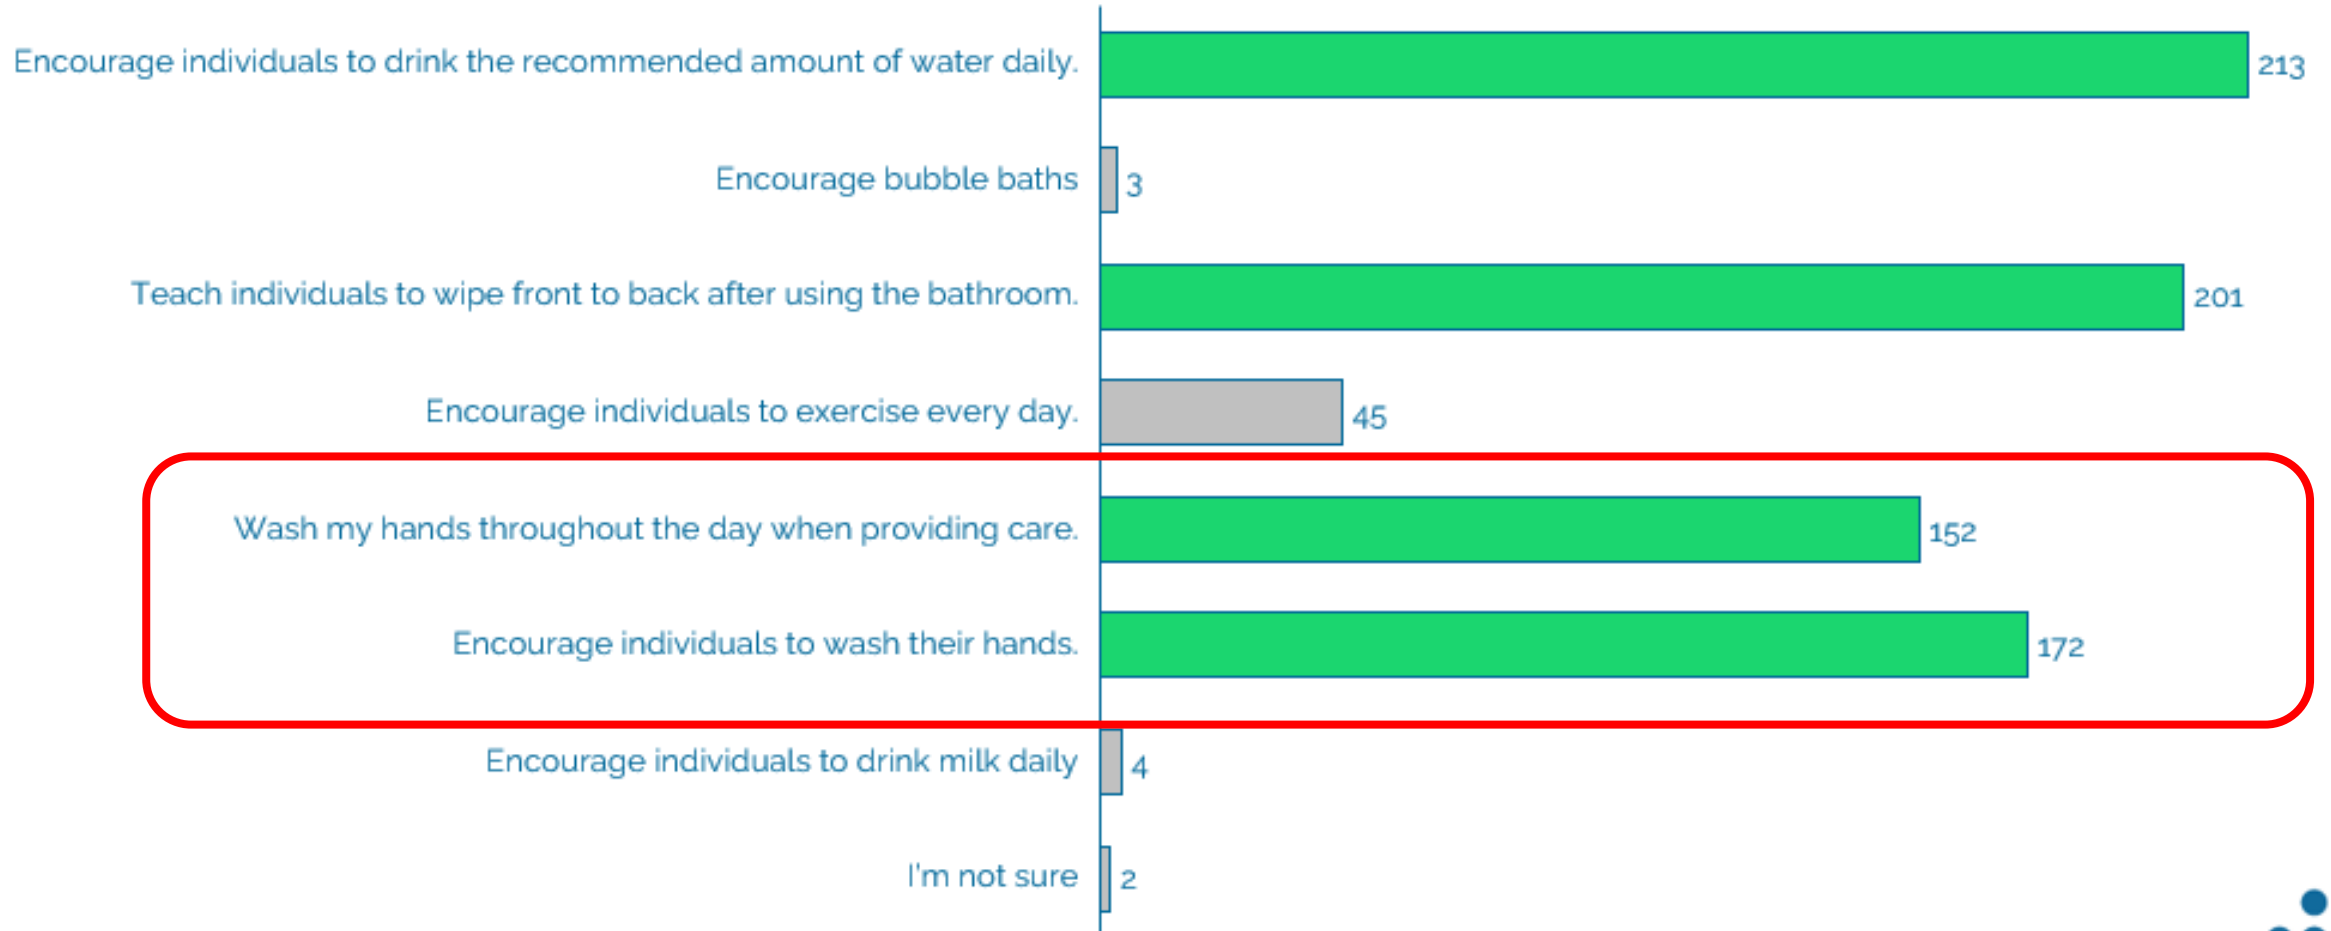 Encourage individuals to drink the recommended amount of water daily. 213
Encourage bubble baths 3
Teach individuals to wipe front to back after using the bathroom. 201
Encourage individuals to exercise every day. 45
Wash my hands throughout the day when providing care. 152
Encourage individuals to wash their hands. 172
Encourage individuals to drink milk daily 4
I'm not sure 2